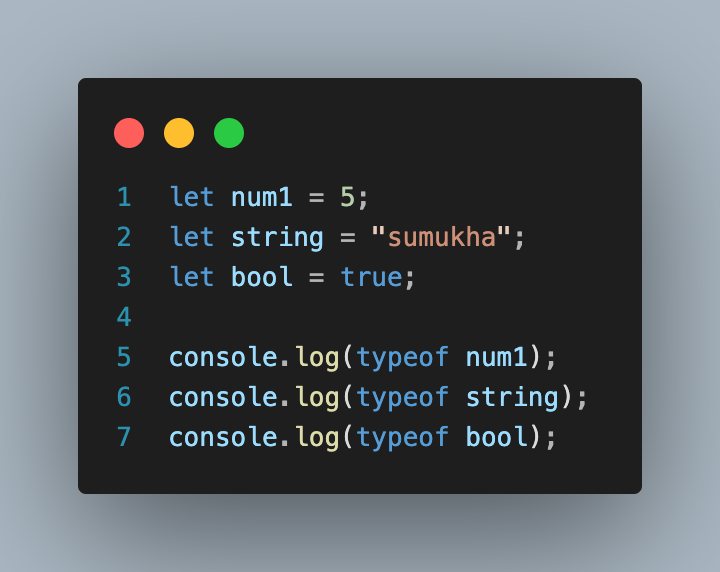 1 let num1 = 5;
2 let string = "sumukha";
3 let bool = true;
4
5 console.log(typeof num1);
6 console.log(typeof string);
7 console.log(typeof bool);